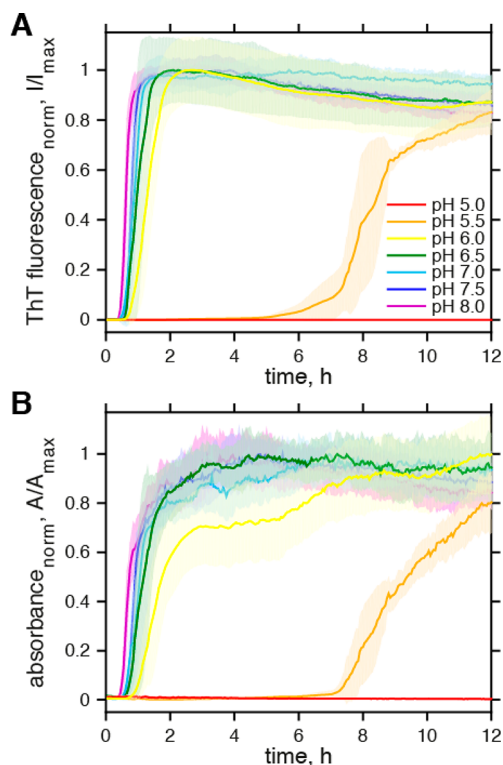 A
ThT fluorescence_norm, I/I_max
1
0.8
0.6
0.4
0.2
0
pH 5.0
pH 5.5
pH 6.0
pH 6.5
pH 7.0
pH 7.5
pH 8.0
0 2 4 6 8 10 12
time, h
B
absorbance_norm, A/A_max
1
0.8
0.6
0.4
0.2
0
0 2 4 6 8 10 12
time, h